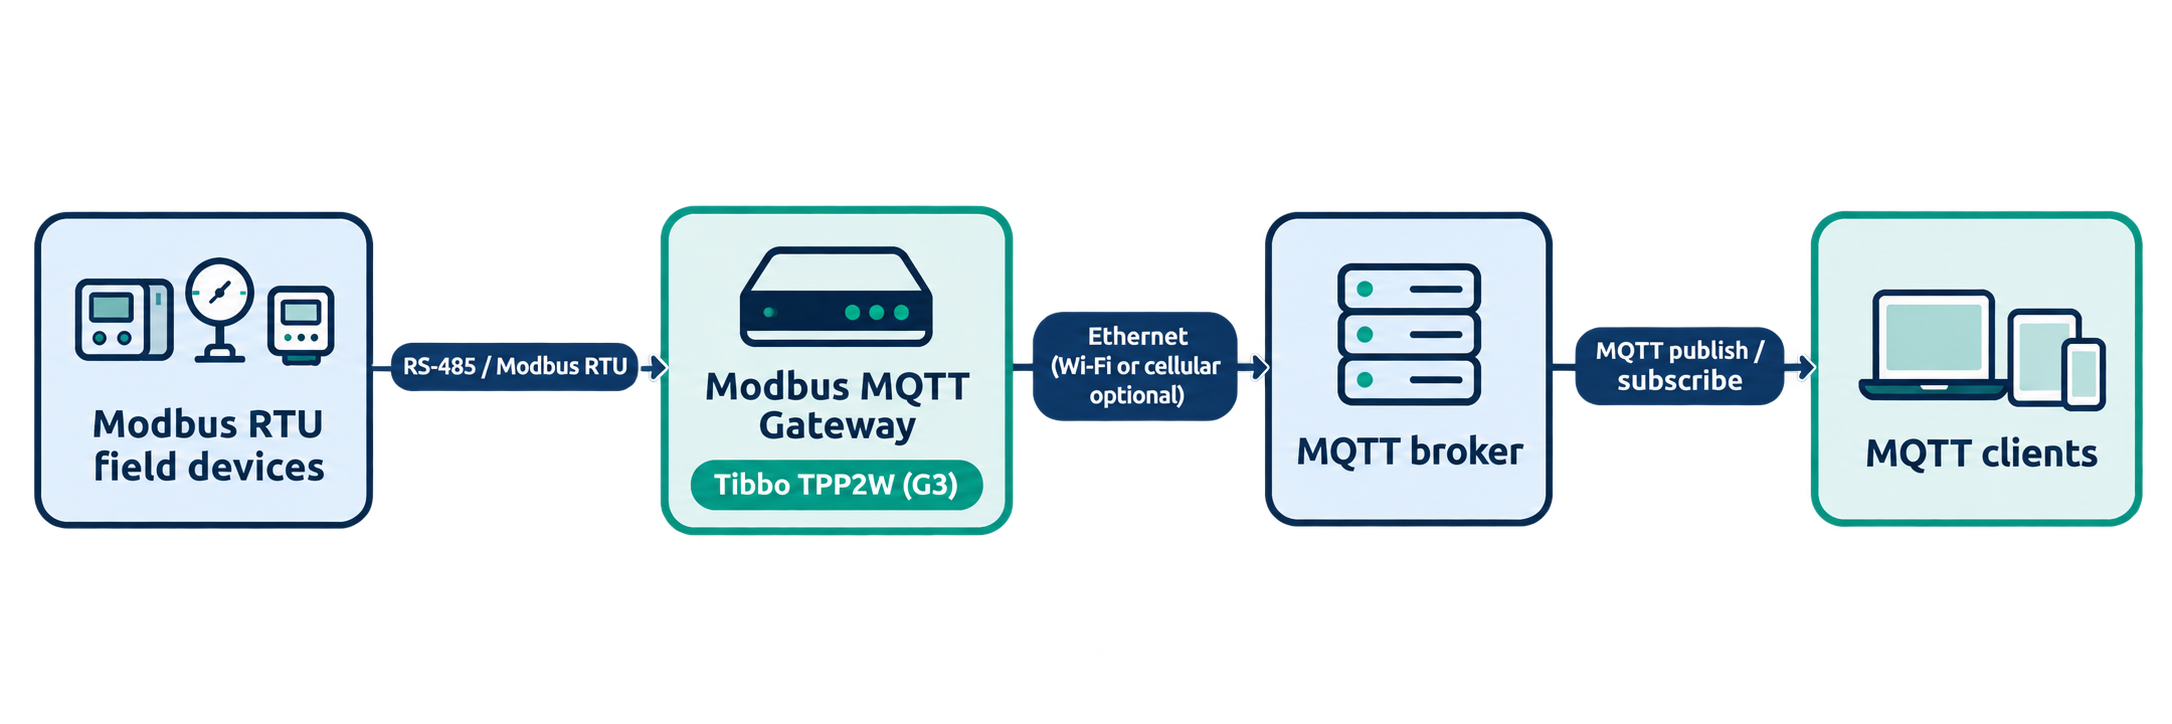 Modbus RTU
field devices
RS-485 / Modbus RTU
Modbus MQTT
Gateway
Tibbo TPP2W (G3)
Ethernet
(Wi-Fi or cellular
optional)
MQTT broker
MQTT publish /
subscribe
MQTT clients